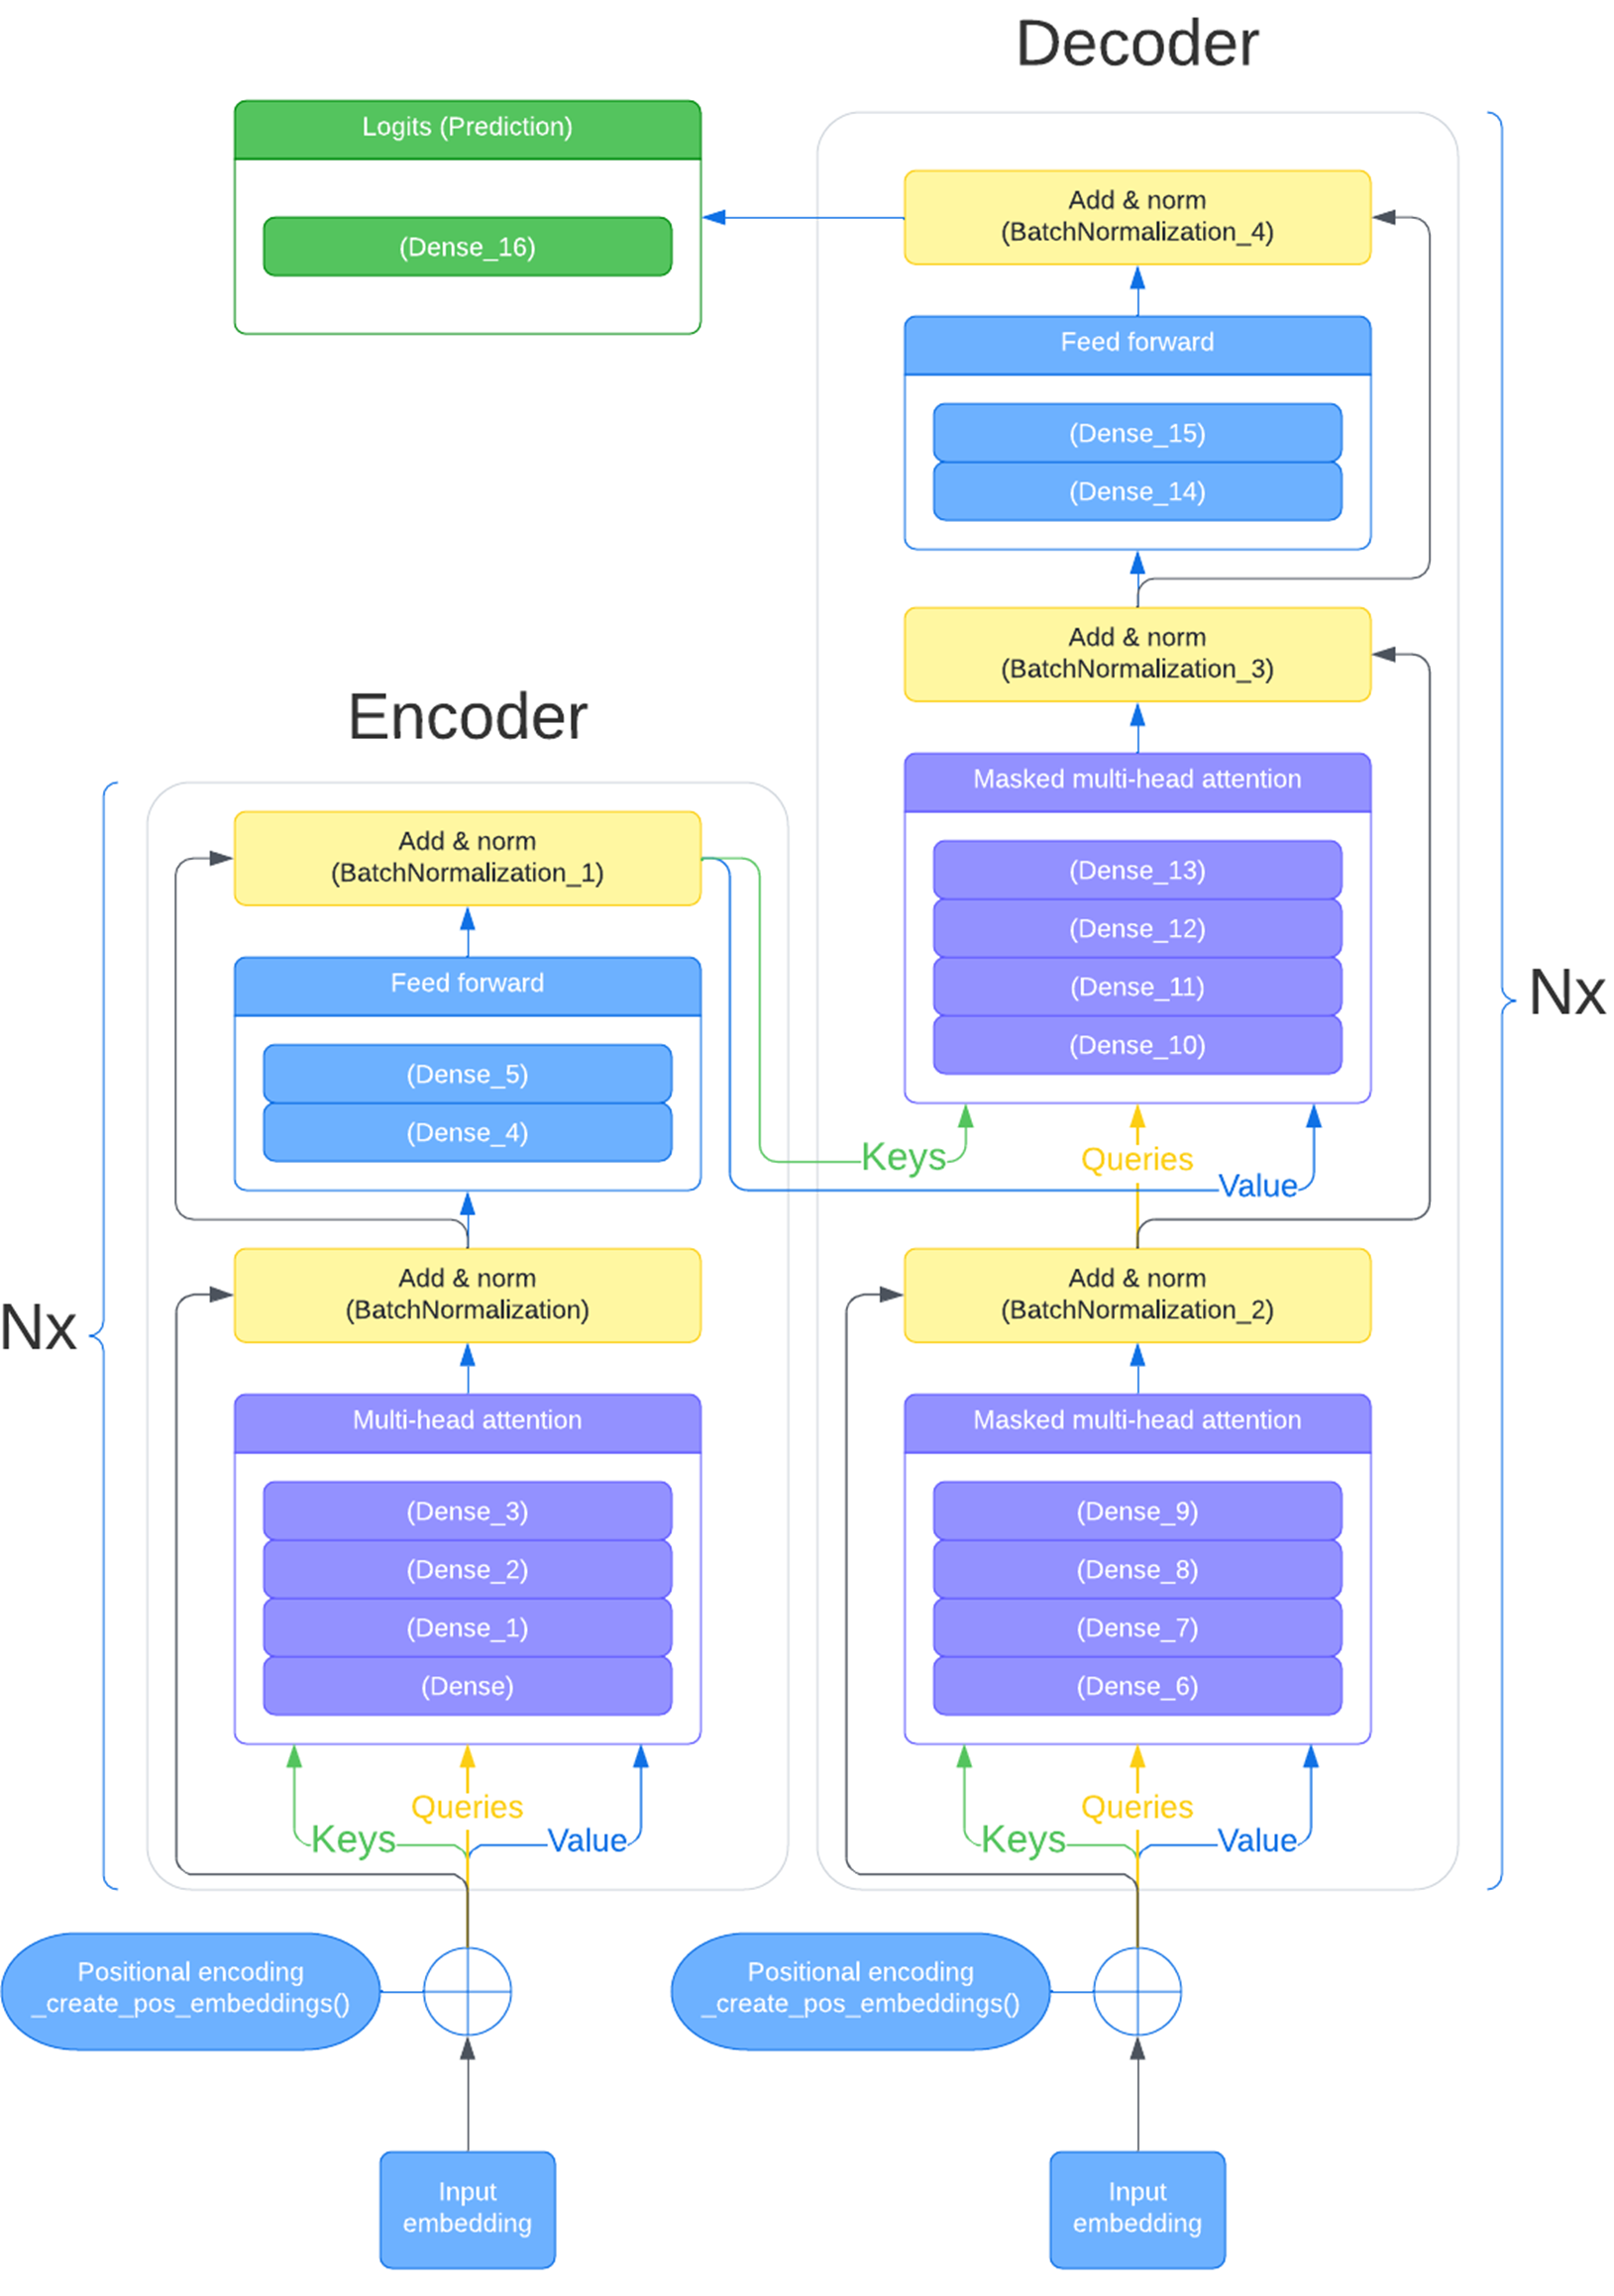 Decoder
Logits (Prediction)
(Dense_16)
Add & norm
(BatchNormalization_4)
Feed forward
(Dense_15)
(Dense_14)
Add & norm
(BatchNormalization_3)
Masked multi-head attention
(Dense_13)
(Dense_12)
(Dense_11)
(Dense_10)
Keys
Queries
Value
Nx
Add & norm
(BatchNormalization_2)
Masked multi-head attention
(Dense_9)
(Dense_8)
(Dense_7)
(Dense_6)
Keys
Queries
Value
Positional encoding
_create_pos_embeddings()
Input
embedding
Encoder
Add & norm
(BatchNormalization_1)
Feed forward
(Dense_5)
(Dense_4)
Nx
Add & norm
(BatchNormalization)
Multi-head attention
(Dense_3)
(Dense_2)
(Dense_1)
(Dense)
Keys
Queries
Value
Positional encoding
_create_pos_embeddings()
Input
embedding